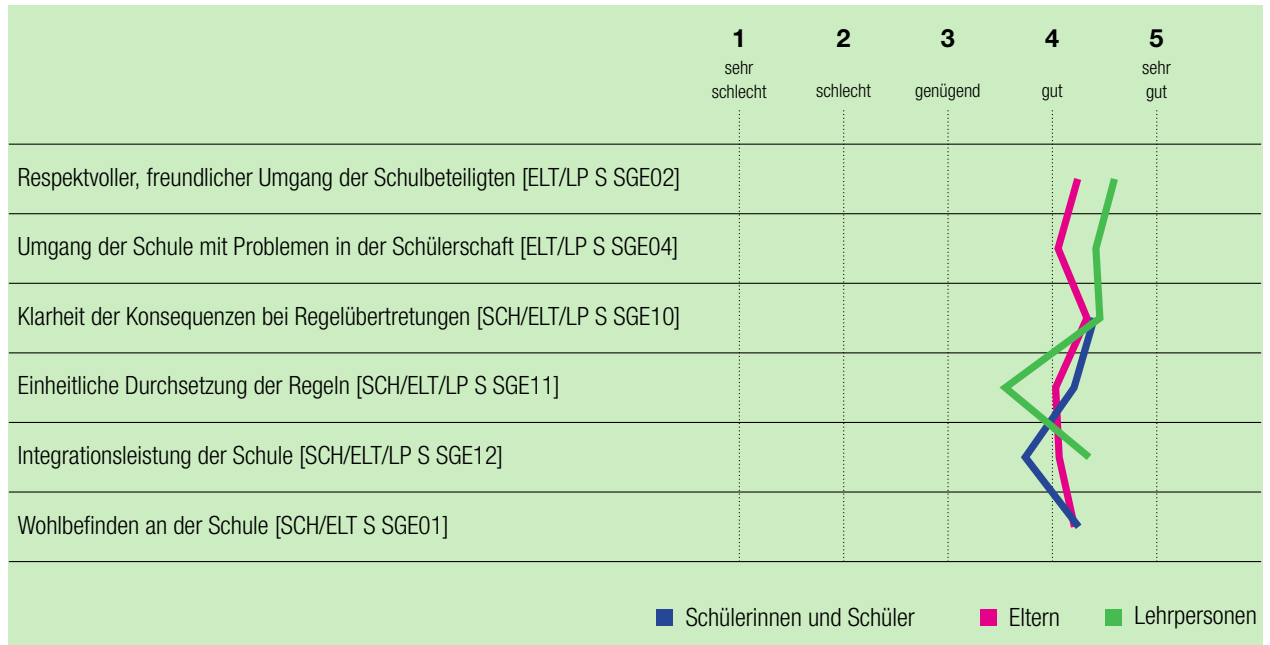 1 2 3 4 5
sehr schlecht schlecht genügend gut sehr gut
Respektvoller, freundlicher Umgang der Schulbeteiligten [ELT/LP S SGE02]
Umgang der Schule mit Problemen in der Schülerschaft [ELT/LP S SGE04]
Klarheit der Konsequenzen bei Regelübertretungen [SCH/ELT/LP S SGE10]
Einheitliche Durchsetzung der Regeln [SCH/ELT/LP S SGE11]
Integrationsleistung der Schule [SCH/ELT/LP S SGE12]
Wohlbefinden an der Schule [SCH/ELT S SGE01]
Schülerinnen und Schüler Eltern Lehrpersonen